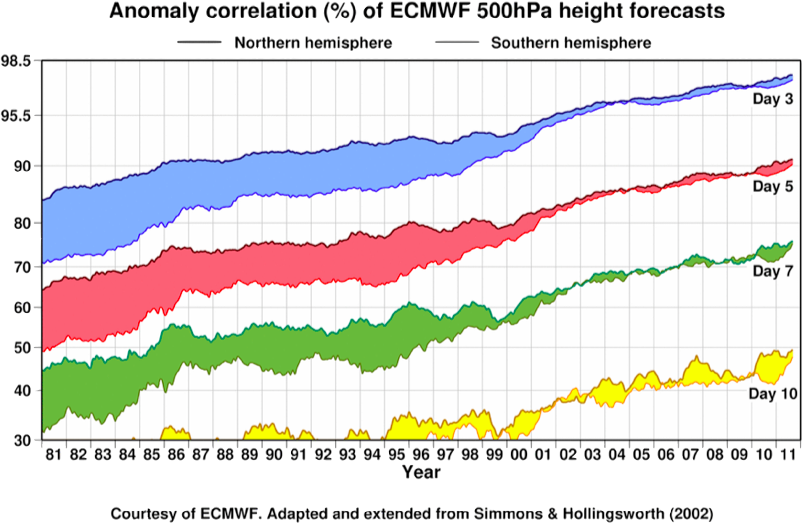 Anomaly correlation (%) of ECMWF 500hPa height forecasts
Northern hemisphere Southern hemisphere
98.5
Day 3
95.5
90
Day 5
80
Day 7
70
60
50
40
Day 10
30
81 82 83 84 85 86 87 88 89 90 91 92 93 94 95 96 97 98 99 00 01 02 03 04 05 06 07 08 09 10 11
Year
Courtesy of ECMWF. Adapted and extended from Simmons & Hollingsworth (2002)